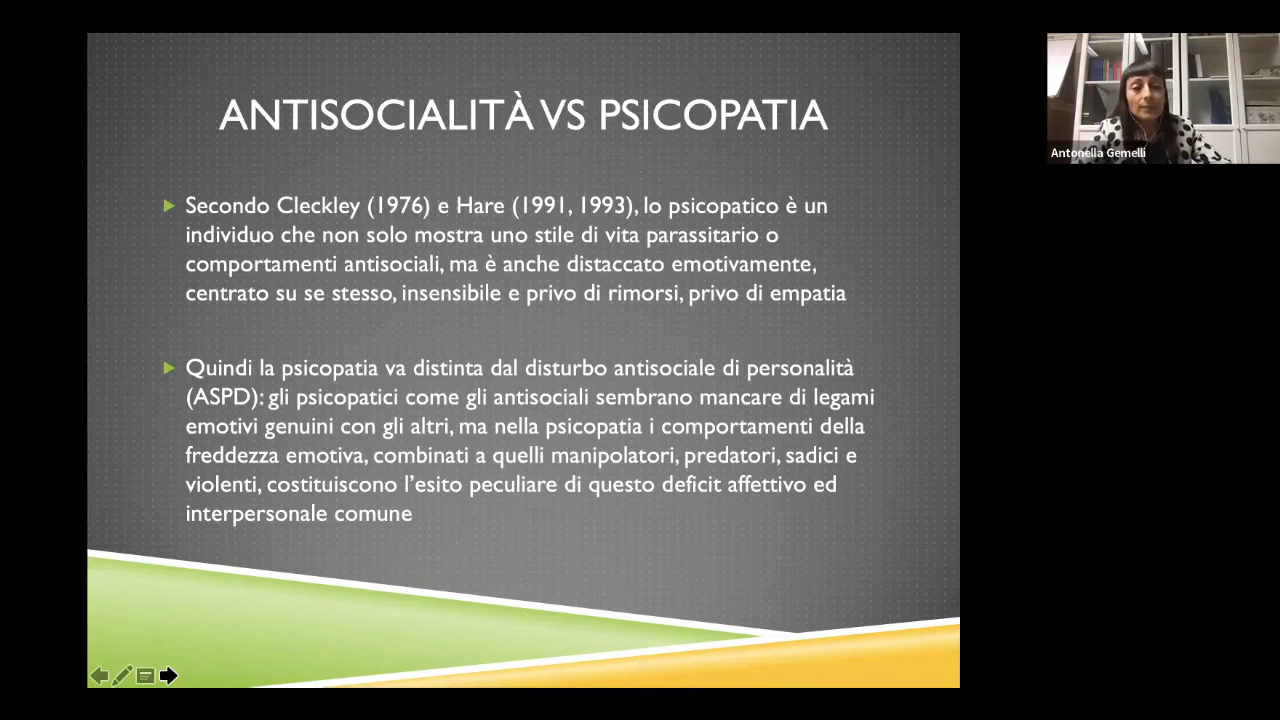 ANTISOCIALITÀ VS PSICOPATIA
Secondo Cleckley (1976) e Hare (1991, 1993), lo psicopatico è un
individuo che non solo mostra uno stile di vita parassitario o
comportamenti antisociali, ma è anche distaccato emotivamente,
centrato su se stesso, insensibile e privo di rimorsi, privo di empatia
Quindi la psicopatia va distinta dal disturbo antisociale di personalità
(ASPD): gli psicopatici come gli antisociali sembrano mancare di legami
emotivi genuini con gli altri, ma nella psicopatia i comportamenti della
freddezza emotiva, combinati a quelli manipolatori, predatori, sadici e
violenti, costituiscono l’esito peculiare di questo deficit affettivo ed
interpersonale comune
Antonella Gemelli